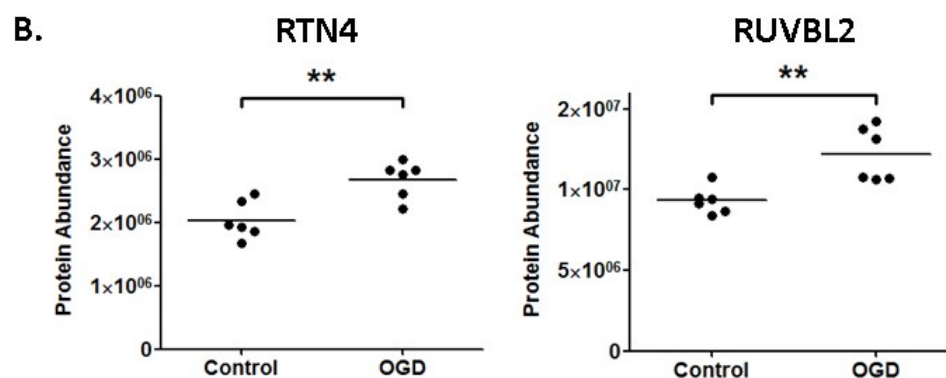 B.
RTN4
**
Protein Abundance
4×10⁰⁶
3×10⁰⁶
2×10⁰⁶
1×10⁰⁶
0
Control OGD
RUVBL2
**
Protein Abundance
2×10⁰⁷
1×10⁰⁷
5×10⁰⁶
0
Control OGD